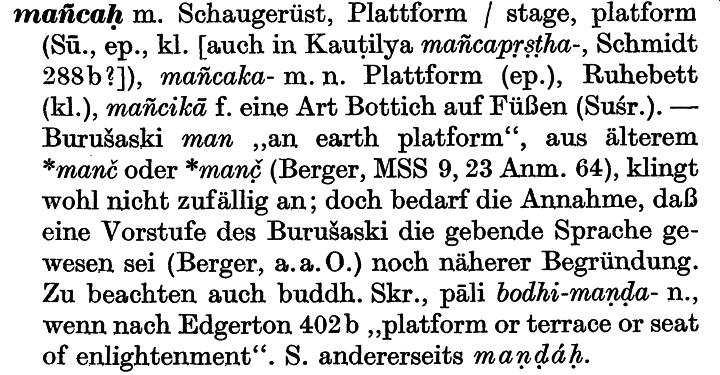 mañcaḥ m. Schaugerüst, Plattform / stage, platform
(Sū., ep., kl. [auch in Kauṭilya mañcapṛṣṭha-, Schmidt
288b?]), mañcaka- m. n. Plattform (ep.), Ruhebett
(kl.), mañcikā f. eine Art Bottich auf Füßen (Suśr.). —
Burušaski man „an earth platform“, aus älterem
*manč oder *manč̣ (Berger, MSS 9, 23 Anm. 64), klingt
wohl nicht zufällig an; doch bedarf die Annahme, daß
eine Vorstufe des Burušaski die gebende Sprache ge-
wesen sei (Berger, a.a.O.) noch näherer Begründung.
Zu beachten auch buddh. Skr., pāli bodhi-maṇḍa- n.,
wenn nach Edgerton 402b „platform or terrace or seat
of enlightenment“. S. andererseits maṇḍáḥ.